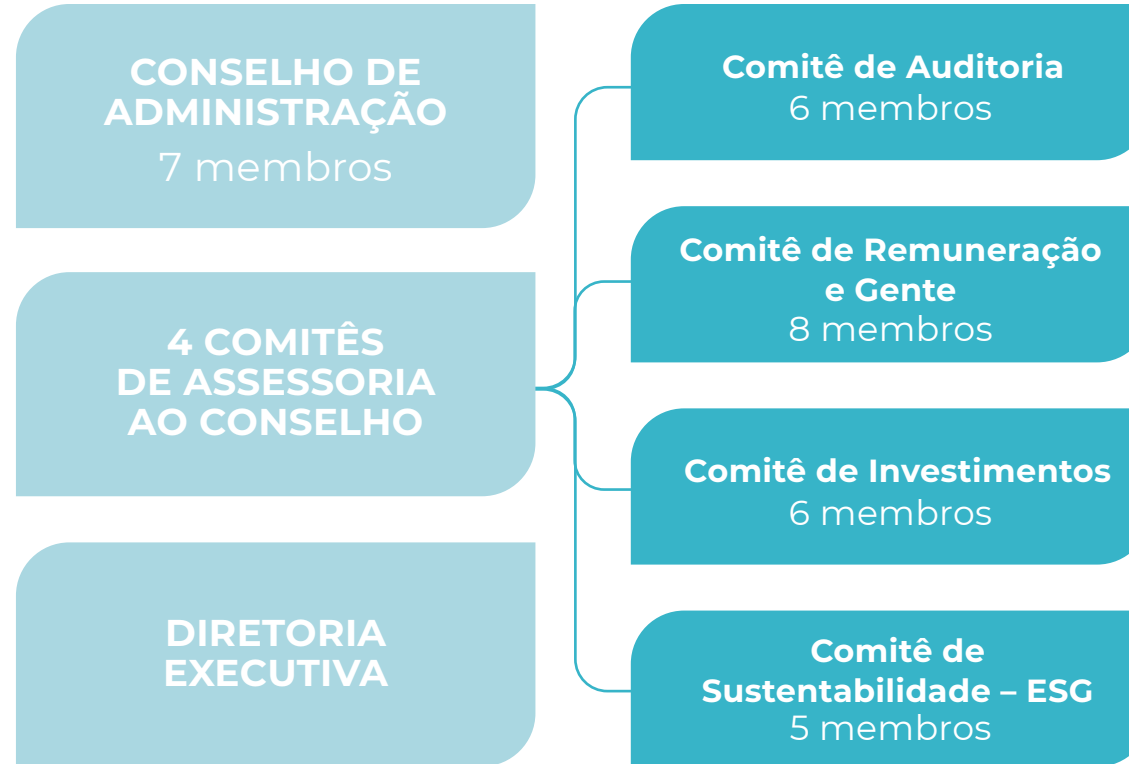 CONSELHO DE
ADMINISTRAÇÃO
7 membros
4 COMITÊS
DE ASSESSORIA
AO CONSELHO
DIRETORIA
EXECUTIVA
Comitê de Auditoria
6 membros
Comitê de Remuneração
e Gente
8 membros
Comitê de Investimentos
6 membros
Comitê de
Sustentabilidade – ESG
5 membros